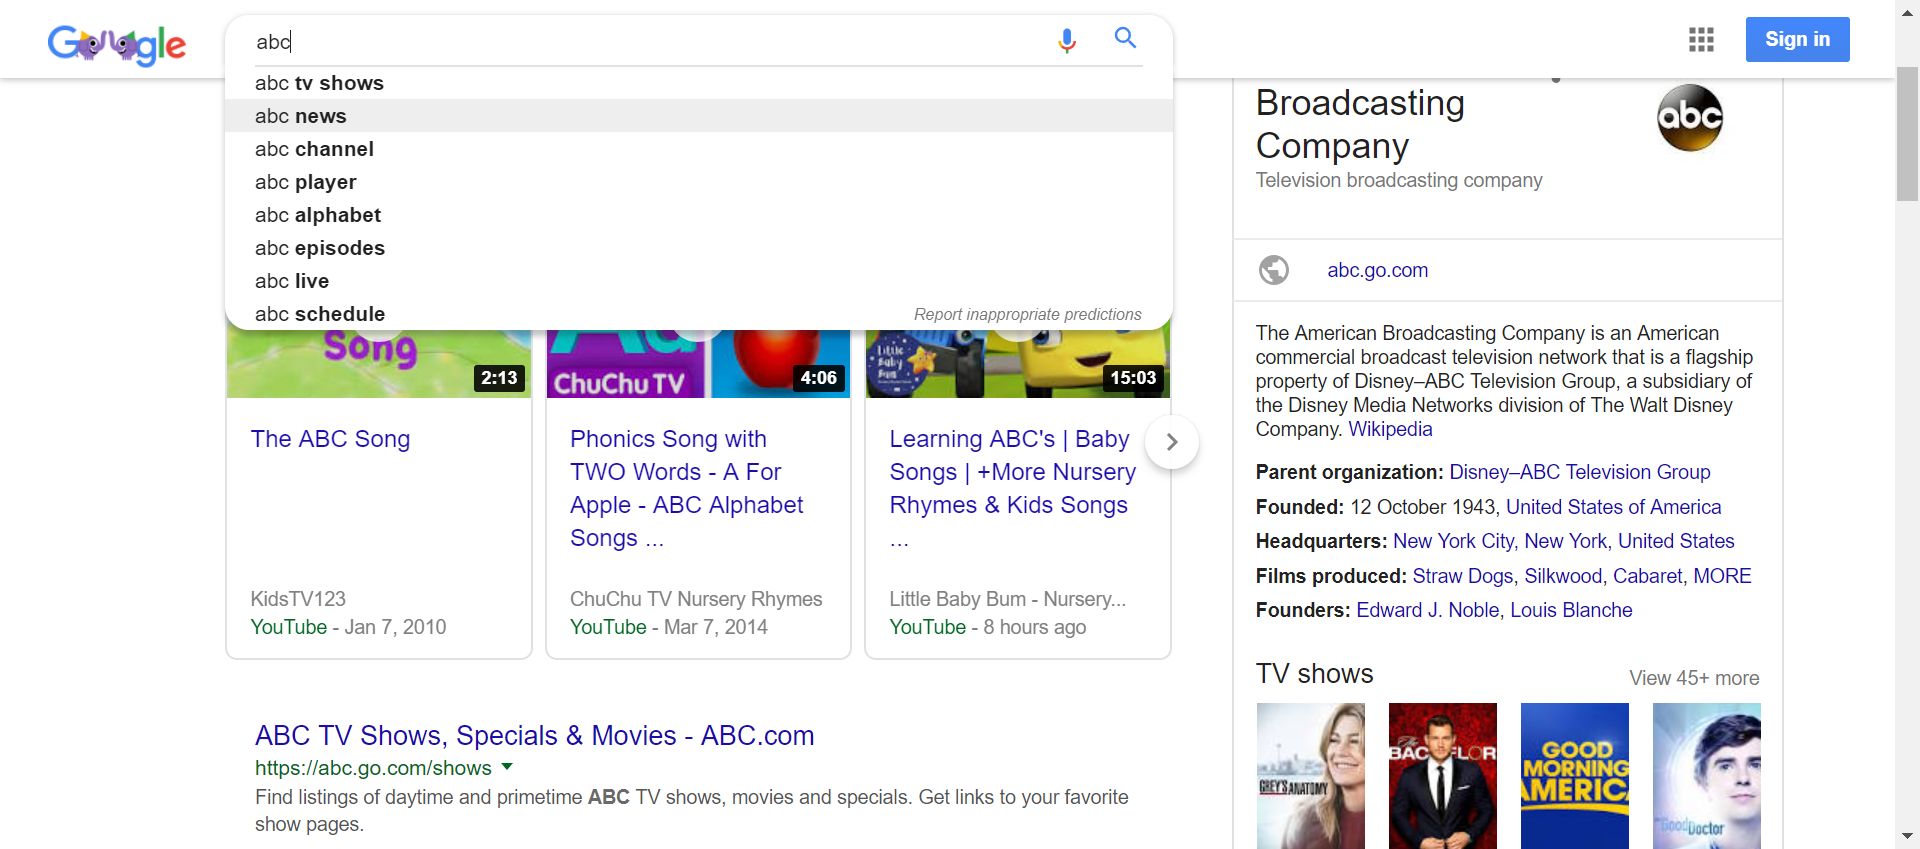 Google
abc
Sign in
abc tv shows
abc news
abc channel
abc player
abc alphabet
abc episodes
abc live
abc schedule
Report inappropriate predictions
Song
2:13
ChuChu TV
4:06
Little
Baby
Bum
15:03
The ABC Song
KidsTV123
YouTube - Jan 7, 2010
Phonics Song with
TWO Words - A For
Apple - ABC Alphabet
Songs ...
ChuChu TV Nursery Rhymes
YouTube - Mar 7, 2014
Learning ABC's | Baby
Songs | +More Nursery
Rhymes & Kids Songs
...
Little Baby Bum - Nursery...
YouTube - 8 hours ago
ABC TV Shows, Specials & Movies - ABC.com
https://abc.go.com/shows
Find listings of daytime and primetime ABC TV shows, movies and specials. Get links to your favorite
show pages.
Broadcasting
Company
abc
Television broadcasting company
abc.go.com
The American Broadcasting Company is an American
commercial broadcast television network that is a flagship
property of Disney–ABC Television Group, a subsidiary of
the Disney Media Networks division of The Walt Disney
Company. Wikipedia
Parent organization: Disney–ABC Television Group
Founded: 12 October 1943, United States of America
Headquarters: New York City, New York, United States
Films produced: Straw Dogs, Silkwood, Cabaret, MORE
Founders: Edward J. Noble, Louis Blanche
TV shows
View 45+ more
GREY'S ANATOMY
The
BACHELOR
GOOD
MORNING
AMERICA
the Good Doctor